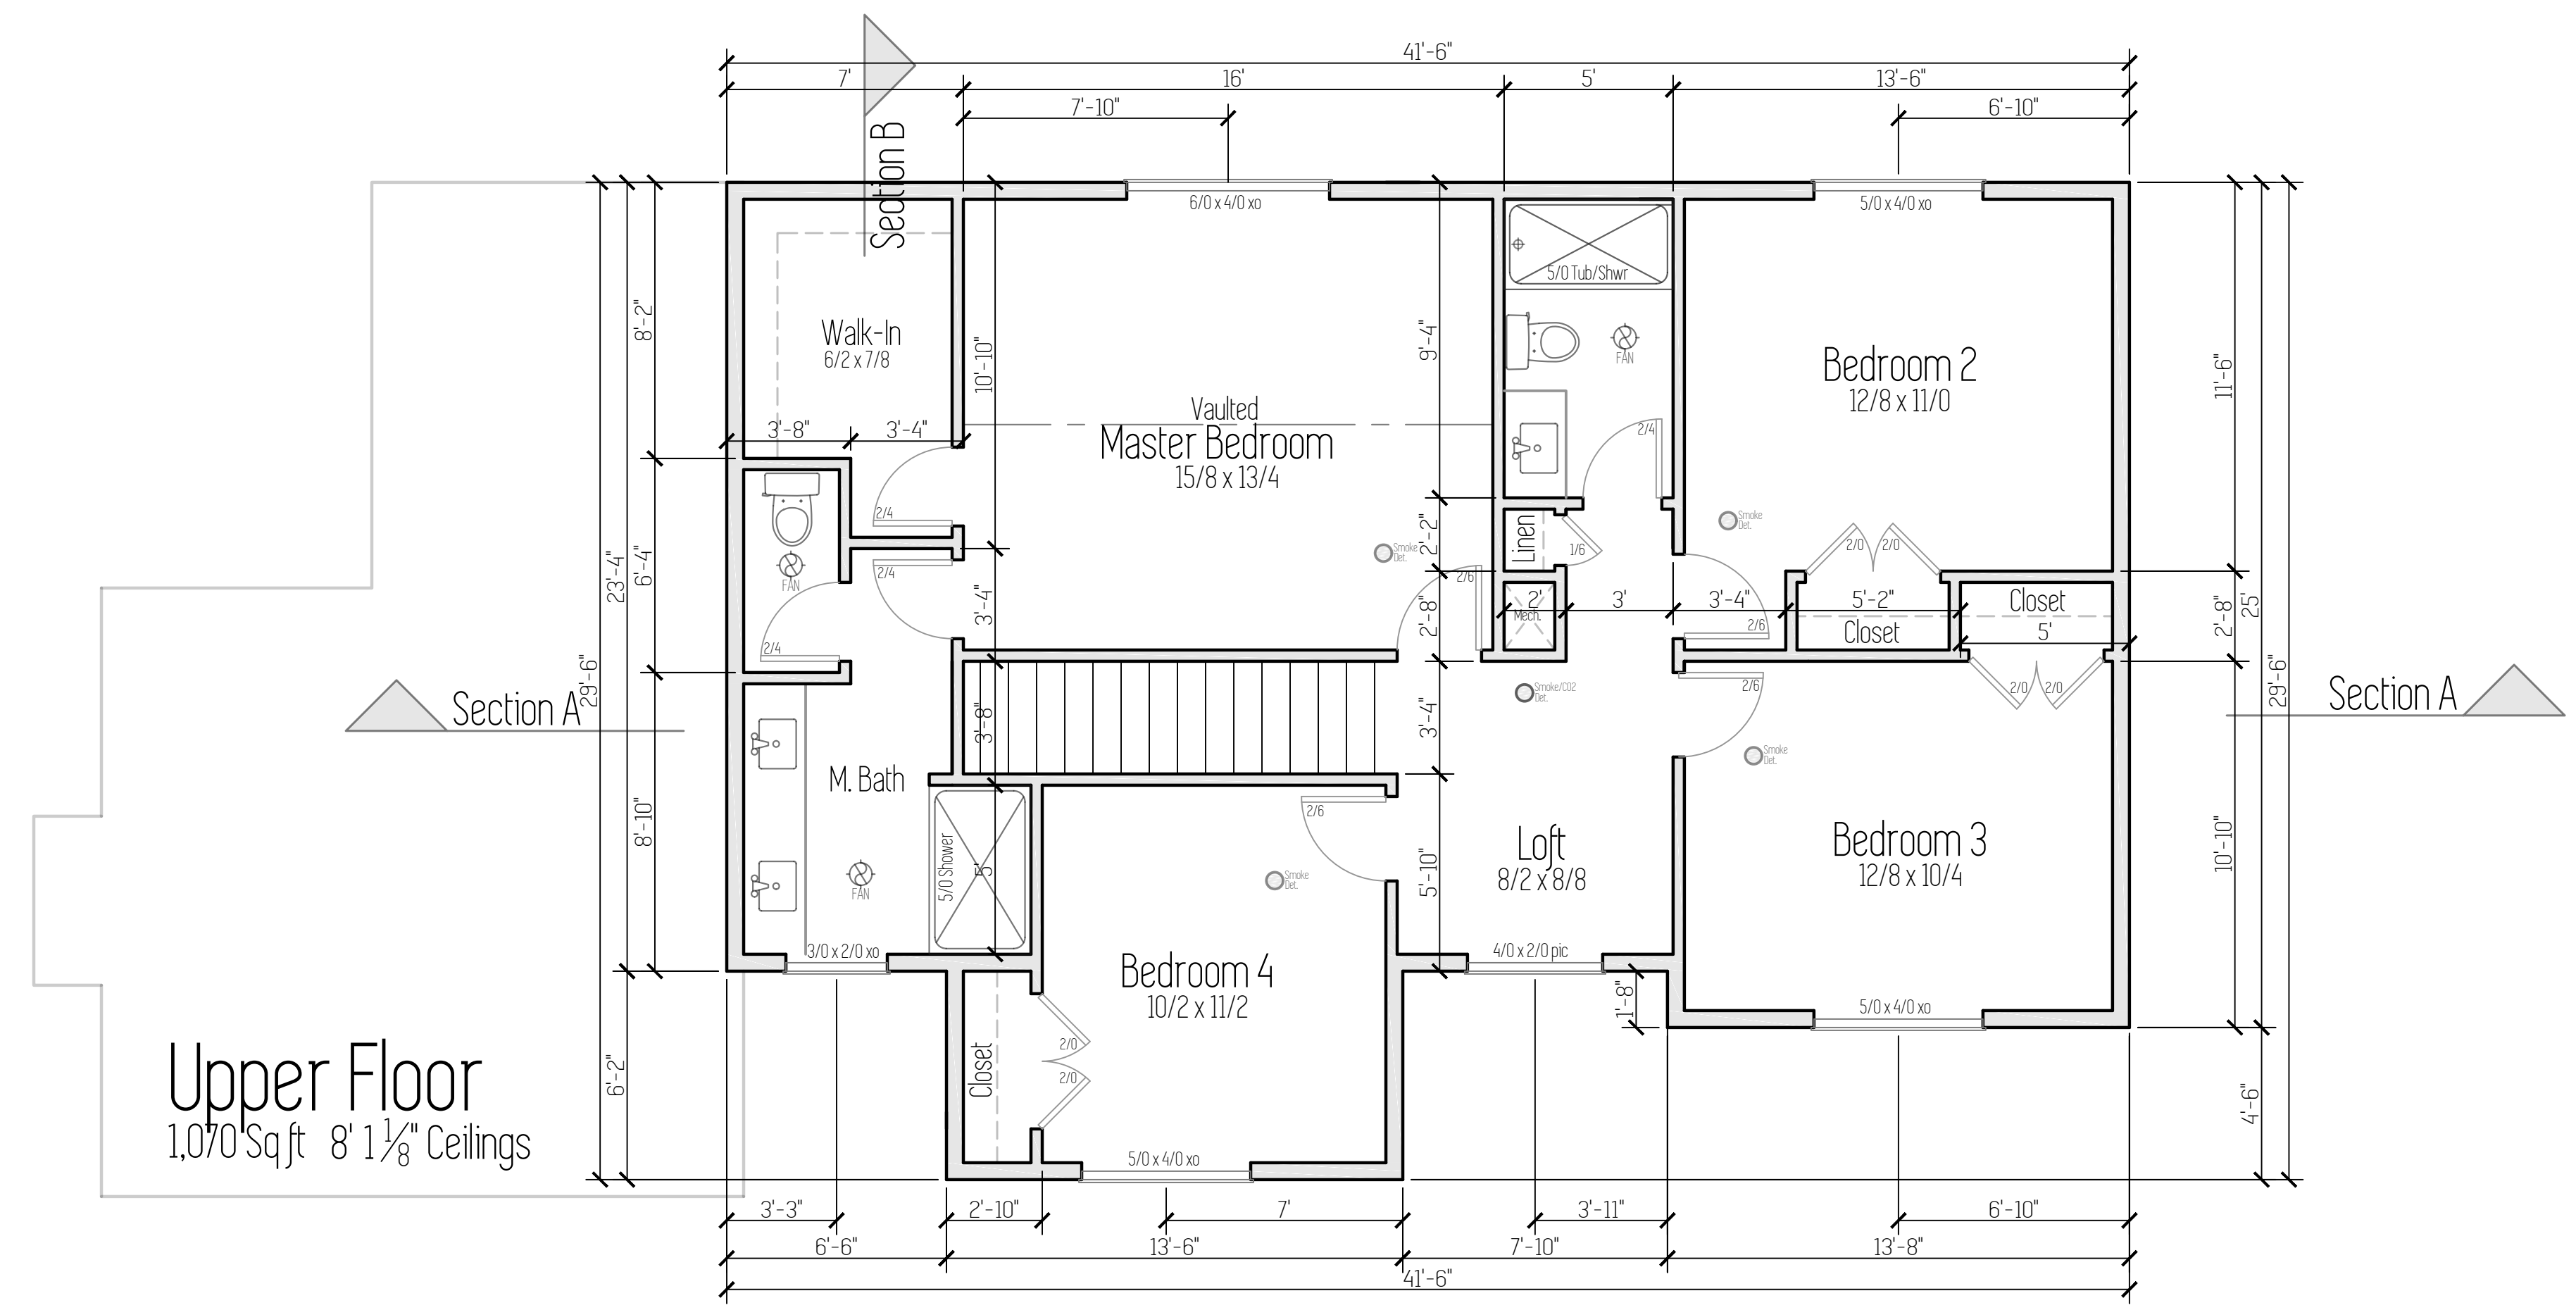 41'-6"
7'
16'
5'
13'-6"
7'-10"
6'-10"
Section B
6/0 x 4/0 xo
5/0 x 4/0 xo
5/0 Tub/Shwr
Walk-In
6/2 x 7/8
8'-2"
10'-10"
9'-4"
FAN
Bedroom 2
12/8 x 11/0
11'-6"
Vaulted
Master Bedroom
15/8 x 13/4
3'-8"
3'-4"
2/4
2/4
2/4
FAN
2/4
Smoke
Det.
2'-2"
Linen
1/6
Smoke
Det.
2/0
2/0
23'-4"
6'-4"
3'-4"
2/6
2'-8"
2'
Mech.
3'
3'-4"
2/6
5'-2"
Closet
Closet
5'
2'-8"
25'
Section A
29'-6"
3'-8"
3'-4"
Smoke/CO2
Det.
2/6
2/0
2/0
29'-6"
Section A
Smoke
Det.
M. Bath
8'-10"
FAN
5/0 Shower
5'
2/6
Smoke
Det.
5'-10"
Loft
8/2 x 8/8
Bedroom 3
12/8 x 10/4
10'-10"
3/0 x 2/0 xo
4/0 x 2/0 pic
Bedroom 4
10/2 x 11/2
1'-8"
5/0 x 4/0 xo
Closet
2/0
2/0
6'-2"
4'-6"
Upper Floor
1,070 Sq ft 8' 1⅛" Ceilings
5/0 x 4/0 xo
3'-3"
2'-10"
7'
3'-11"
6'-10"
6'-6"
13'-6"
7'-10"
13'-8"
41'-6"